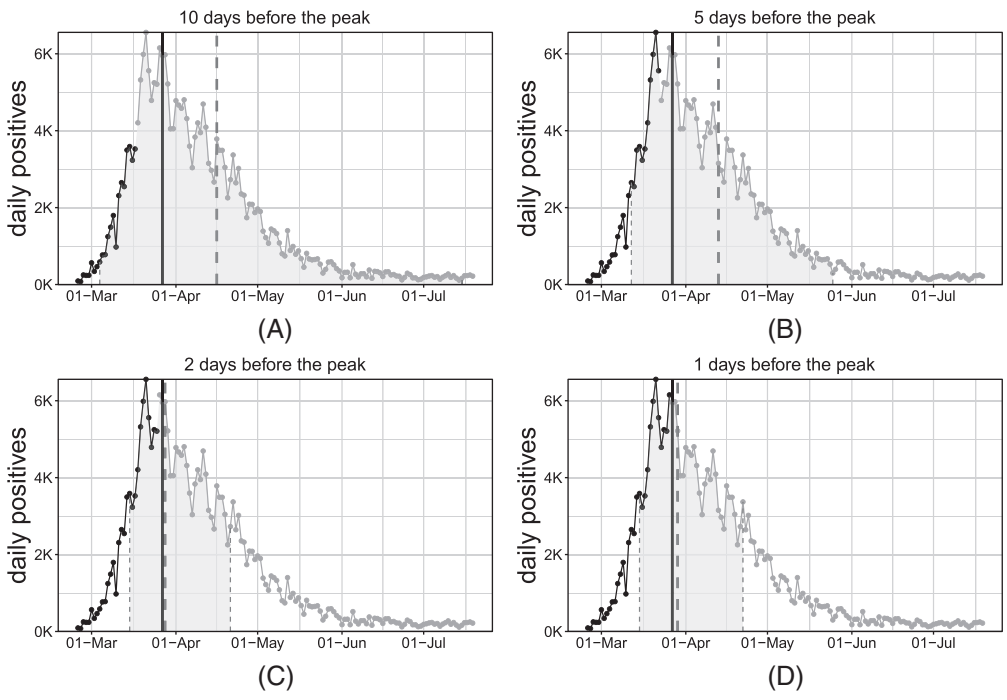 10 days before the peak
5 days before the peak
daily positives
6K
4K
2K
0K
01−Mar 01−Apr 01−May 01−Jun 01−Jul
(A)
daily positives
6K
4K
2K
0K
01−Mar 01−Apr 01−May 01−Jun 01−Jul
(B)
2 days before the peak
1 days before the peak
daily positives
6K
4K
2K
0K
01−Mar 01−Apr 01−May 01−Jun 01−Jul
(C)
daily positives
6K
4K
2K
0K
01−Mar 01−Apr 01−May 01−Jun 01−Jul
(D)